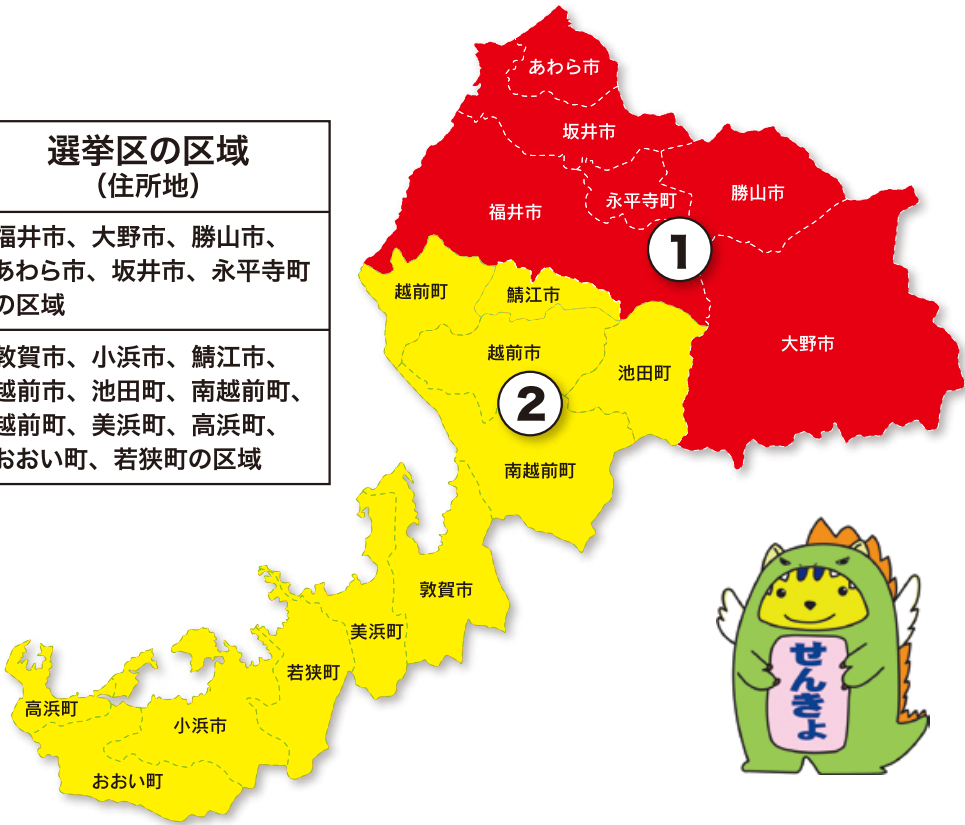 選挙区の区域
（住所地）
福井市、大野市、勝山市、
あわら市、坂井市、永平寺町
の区域
敦賀市、小浜市、鯖江市、
越前市、池田町、南越前町、
越前町、美浜町、高浜町、
おおい町、若狭町の区域
あわら市
坂井市
勝山市
永平寺町
福井市
1
大野市
越前町
鯖江市
越前市
池田町
2
南越前町
敦賀市
美浜町
若狭町
高浜町
小浜市
おおい町
せんきょ